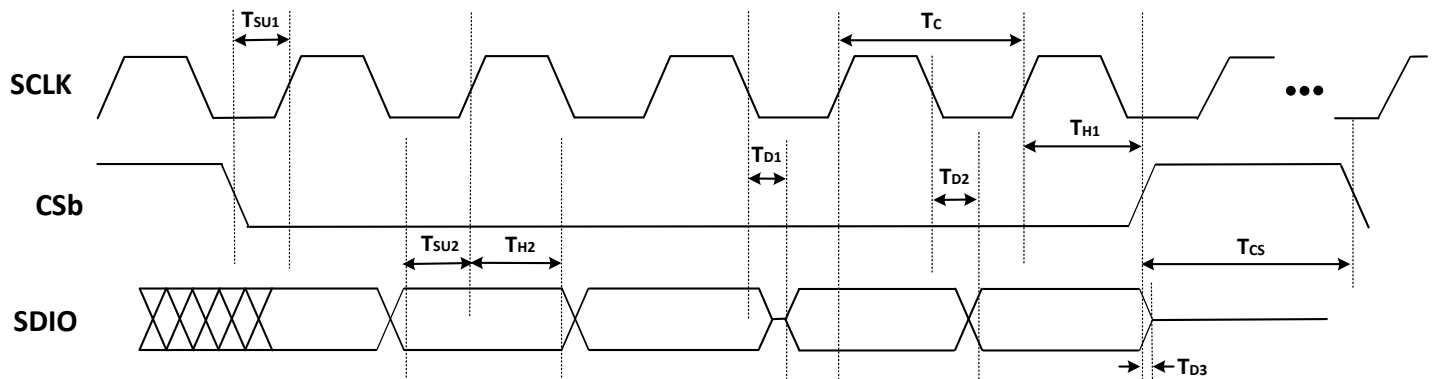 TSU1
TC
SCLK
•••
TH1
TD1
TD2
CSb
TSU2
TH2
TCS
SDIO
TD3